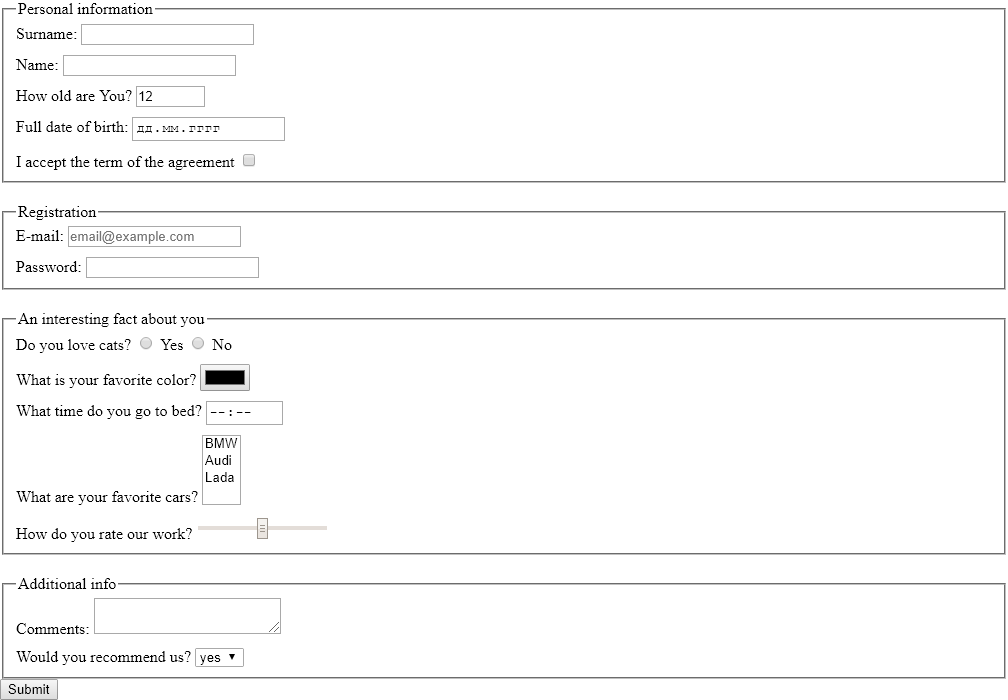 Personal information
Surname:
Name:
How old are You? 12
Full date of birth: дд.мм.гггг
I accept the term of the agreement
Registration
E-mail: email@example.com
Password:
An interesting fact about you
Do you love cats? Yes No
What is your favorite color?
What time do you go to bed? --:--
BMW
Audi
Lada
What are your favorite cars?
How do you rate our work?
Additional info
Comments:
Would you recommend us? yes
Submit